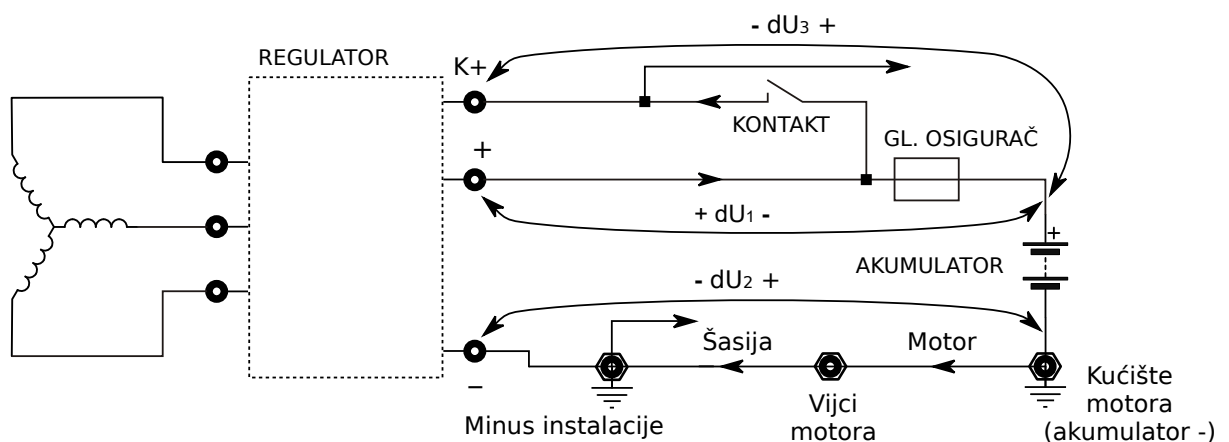 - dU3 +
REGULATOR
K+
KONTAKT
GL. OSIGURAČ
+
+ dU1 -
+
AKUMULATOR
- dU2 +
Šasija
Motor
–
Minus instalacije
Vijci
motora
Kućište
motora
(akumulator -)